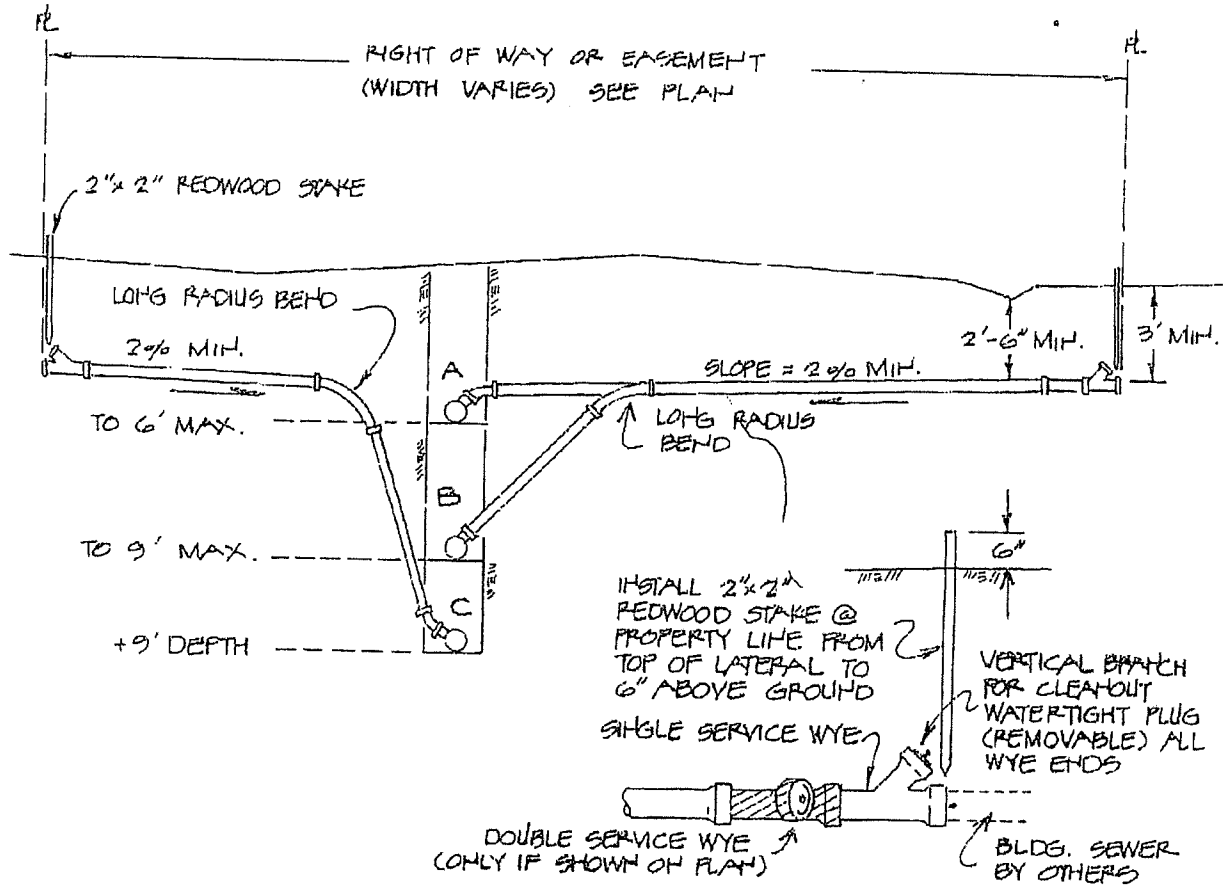 PL
PL
RIGHT OF WAY OR EASEMENT
(WIDTH VARIES) SEE PLAN
2"x 2" REDWOOD STAKE
LONG RADIUS BEND
2% MIN.
A
SLOPE = 2% MIN.
2'-6" MIN.
3' MIN.
TO 6' MAX.
LONG RADIUS
BEND
B
TO 9' MAX.
C
+9' DEPTH
6"
INSTALL 2"x 2"
REDWOOD STAKE @
PROPERTY LINE FROM
TOP OF LATERAL TO
6" ABOVE GROUND
VERTICAL BRANCH
FOR CLEANOUT
WATERTIGHT PLUG
(REMOVABLE) ALL
WYE ENDS
SINGLE SERVICE WYE
DOUBLE SERVICE WYE
(ONLY IF SHOWN ON PLAN)
BLDG. SEWER
BY OTHERS